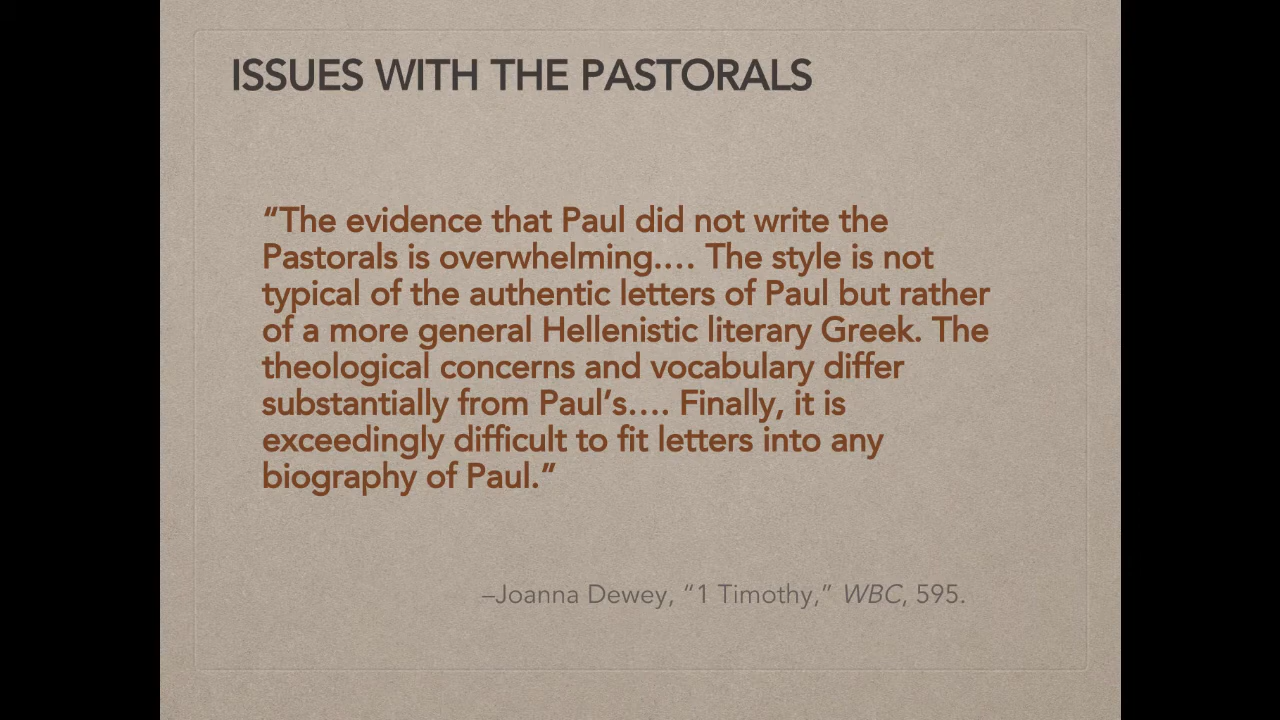 ISSUES WITH THE PASTORALS
“The evidence that Paul did not write the
Pastorals is overwhelming.… The style is not
typical of the authentic letters of Paul but rather
of a more general Hellenistic literary Greek. The
theological concerns and vocabulary differ
substantially from Paul’s…. Finally, it is
exceedingly difficult to fit letters into any
biography of Paul.”
–Joanna Dewey, “1 Timothy,” WBC, 595.